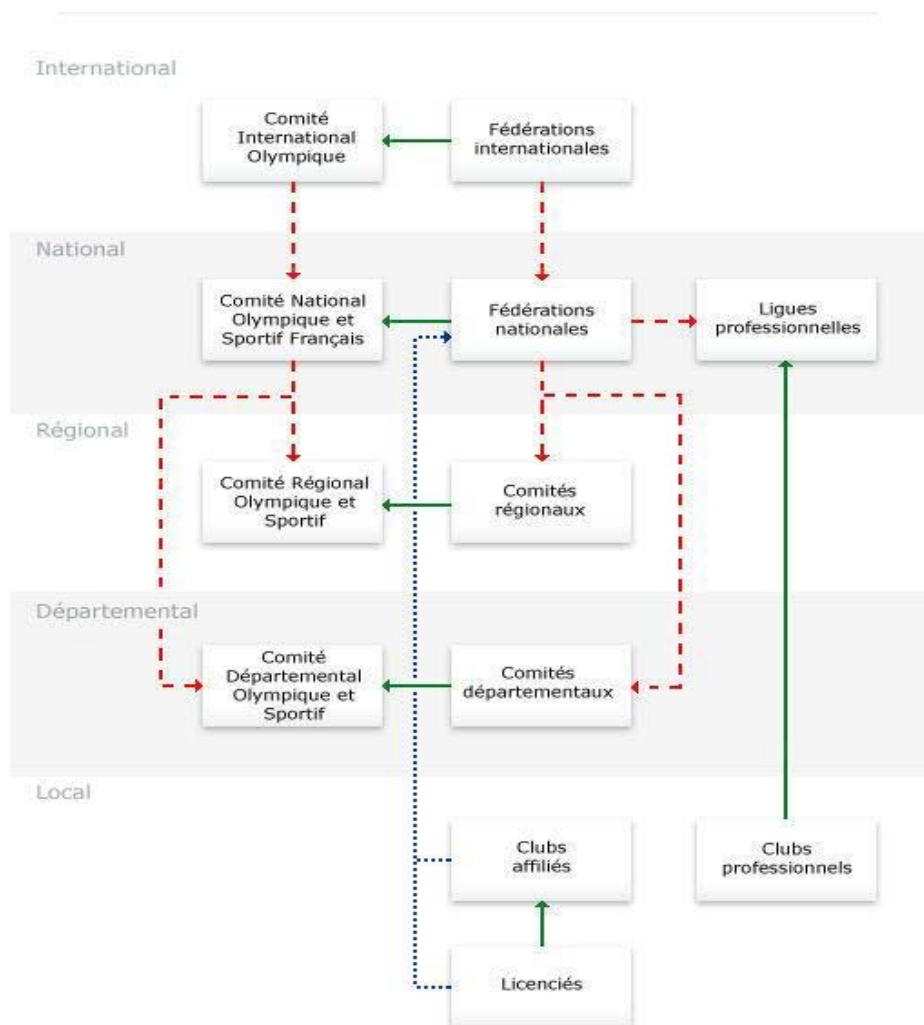 International
Comité
International
Olympique
Fédérations
internationales
National
Comité National
Olympique et
Sportif Français
Fédérations
nationales
Ligues
professionnelles
Régional
Comité Régional
Olympique et
Sportif
Comités
régionaux
Départemental
Comité
Départemental
Olympique et
Sportif
Comités
départementaux
Local
Clubs
affiliés
Clubs
professionnels
Licenciés